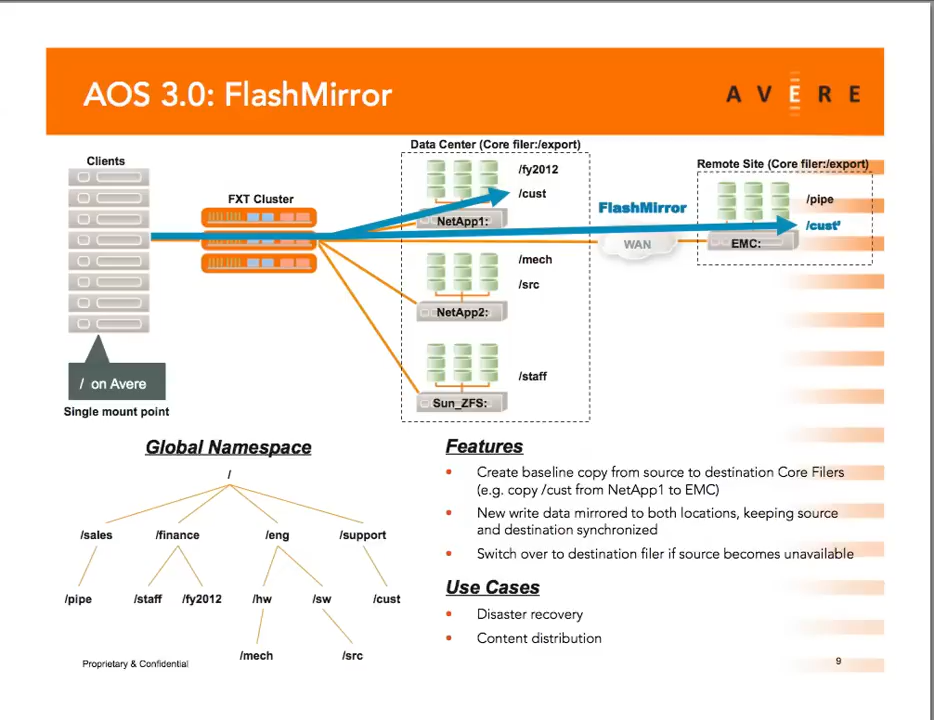 AOS 3.0: FlashMirror
AVERE
Data Center (Core filer:/export)
Clients
Remote Site (Core filer:/export)
/fy2012
/cust
FXT Cluster
/pipe
FlashMirror
NetApp1:
/cust'
WAN
EMC:
/mech
/src
NetApp2:
/staff
/ on Avere
Sun_ZFS:
Single mount point
Global Namespace
/
/sales
/finance
/eng
/support
/pipe
/staff
/fy2012
/hw
/sw
/cust
/mech
/src
Features
• Create baseline copy from source to destination Core Filers
(e.g. copy /cust from NetApp1 to EMC)
• New write data mirrored to both locations, keeping source
and destination synchronized
• Switch over to destination filer if source becomes unavailable
Use Cases
• Disaster recovery
• Content distribution
Proprietary & Confidential
9